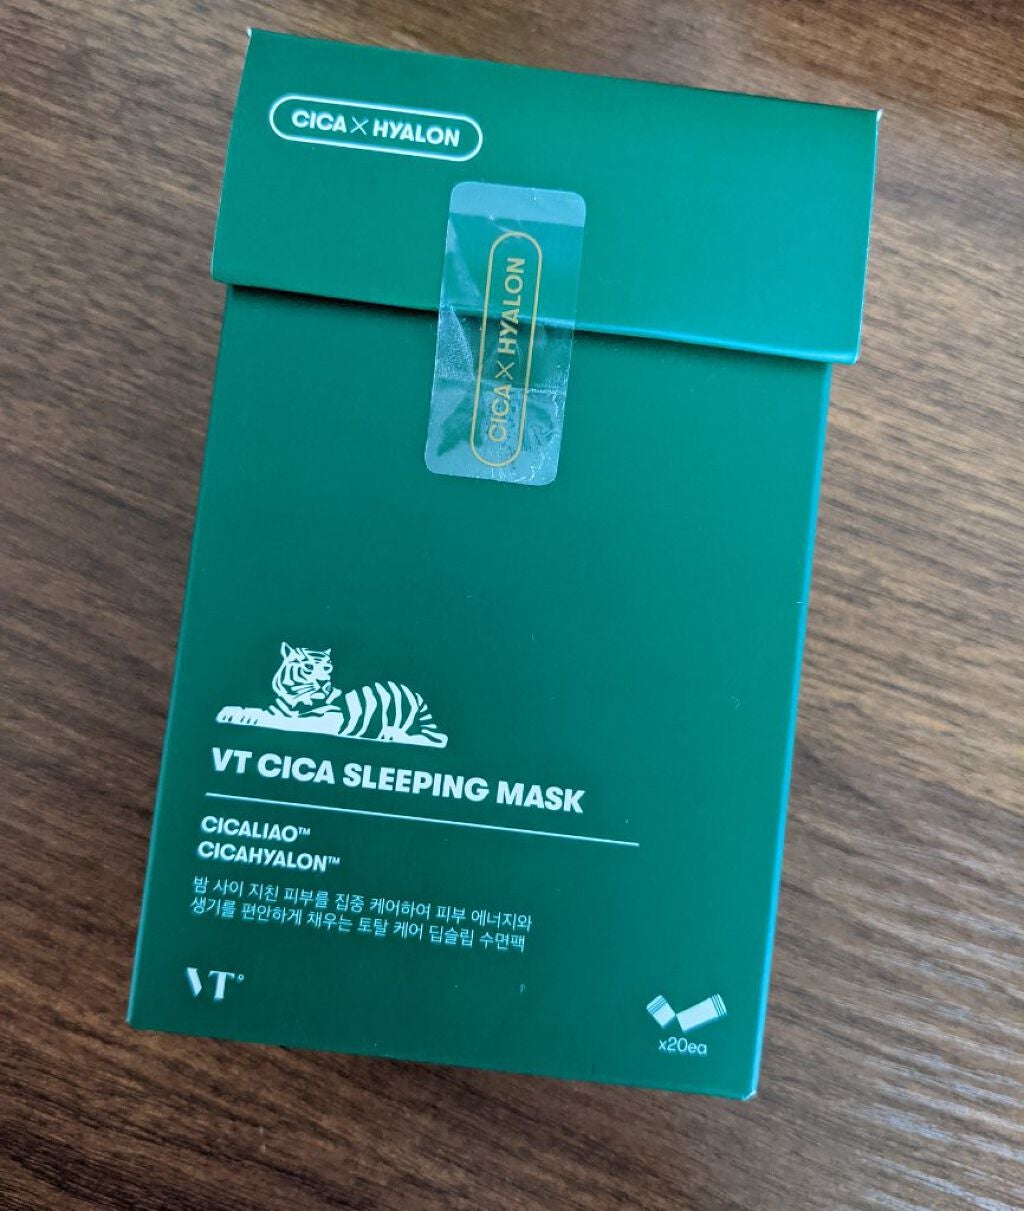 CICA X HYALON
CICA X HYALON
VT CICA SLEEPING MASK
CICALIAO™
CICAHYALON™
밤 사이 지친 피부를 집중 케어하여 피부 에너지와
생기를 편안하게 채우는 토탈 케어 딥슬립 수면팩
VT°
x20ea